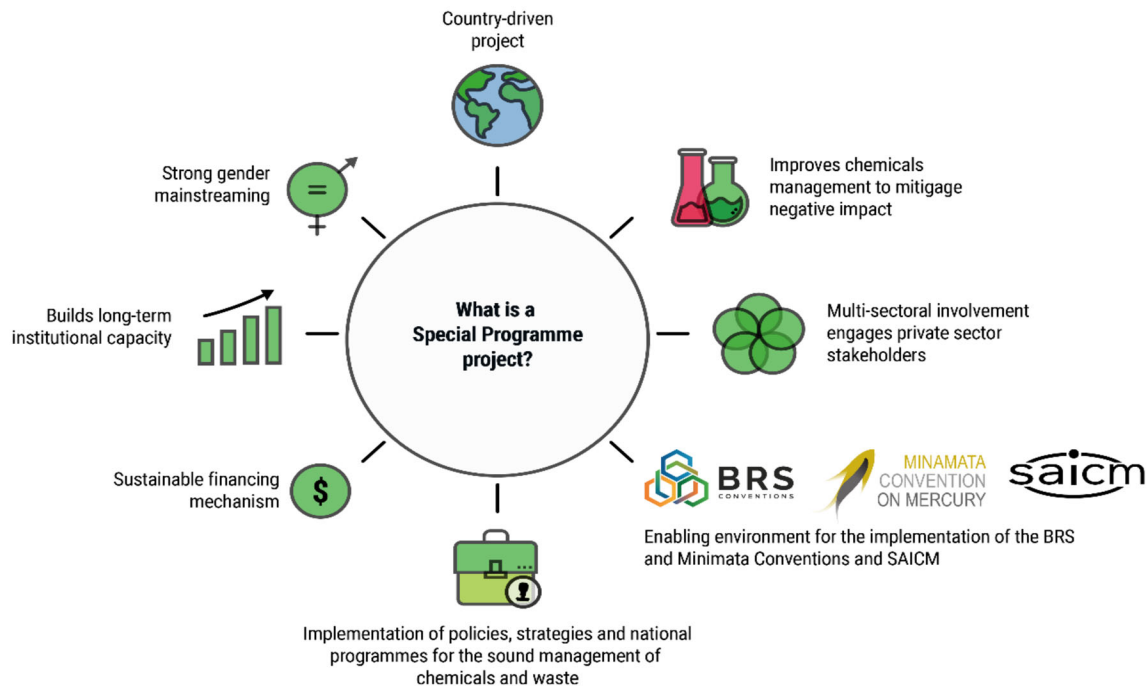 Country-driven
project
Improves chemicals
management to mitigage
negative impact
Multi-sectoral involvement
engages private sector
stakeholders
BRS
CONVENTIONS
MINAMATA
CONVENTION
ON MERCURY
saicm
Enabling environment for the implementation of the BRS
and Minimata Conventions and SAICM
Implementation of policies, strategies and national
programmes for the sound management of
chemicals and waste
Sustainable financing
mechanism
$
Builds long-term
institutional capacity
Strong gender
mainstreaming
=
What is a
Special Programme
project?